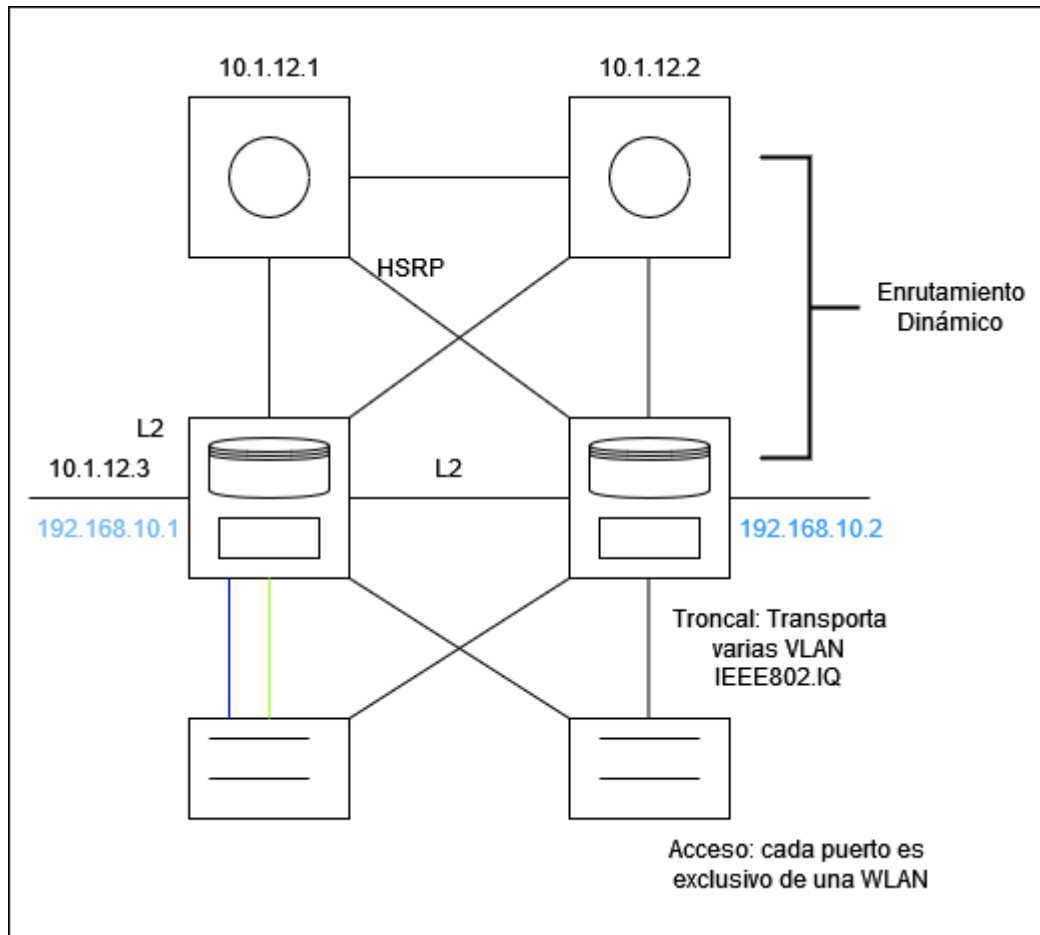 10.1.12.1
10.1.12.2
HSRP
Enrutamiento
Dinámico
L2
10.1.12.3
L2
192.168.10.1
192.168.10.2
Troncal: Transporta
varias VLAN
IEEE802.IQ
Acceso: cada puerto es
exclusivo de una WLAN